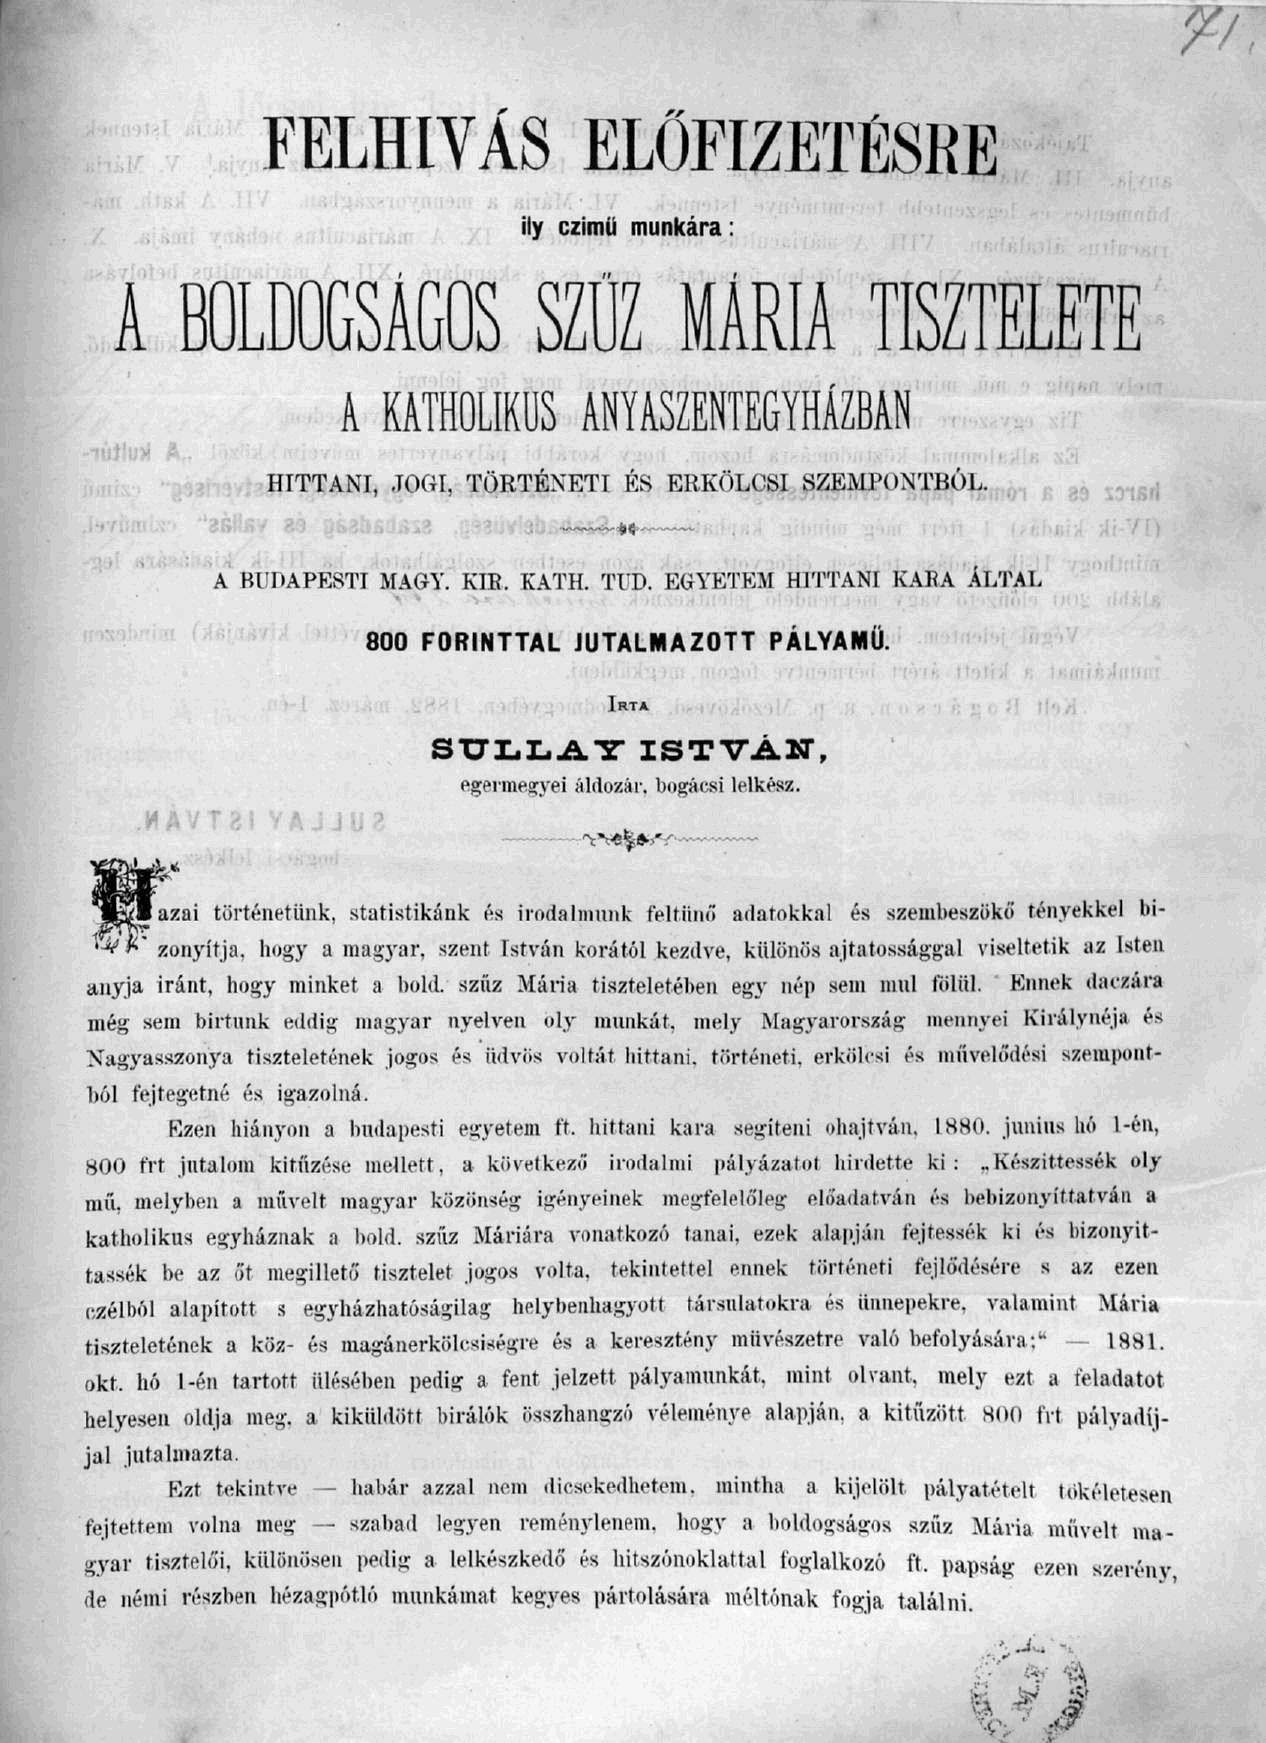 71.
FELHIVÁS ELŐFIZETÉSRE
ily czimű munkára:
A BOLDOGSÁGOS SZŰZ MÁRIA TISZTELETE
A KATHOLIKUS ANYASZENTEGYHÁZBAN
HITTANI, JOGI, TÖRTÉNETI ÉS ERKÖLCSI SZEMPONTBÓL.
A BUDAPESTI MAGY. KIR. KATH. TUD. EGYETEM HITTANI KARA ÁLTAL
800 FORINTTAL JUTALMAZOTT PÁLYAMŰ.
IRTA
SULLAY ISTVÁN,
egermegyei áldozár, bogácsi lelkész.
Hazai történetünk, statistikánk és irodalmunk feltünő adatokkal és szembeszökő tényekkel bi-
zonyítja, hogy a magyar, szent István korától kezdve, különös ajtatossággal viseltetik az Isten
anyja iránt, hogy minket a bold. szűz Mária tiszteletében egy nép sem mul fölül. Ennek daczára
még sem birtunk eddig magyar nyelven oly munkát, mely Magyarország mennyei Királynéja és
Nagyasszonya tiszteletének jogos és üdvös voltát hittani, történeti, erkölcsi és művelődési szempont-
ból fejtegetné és igazolná.
Ezen hiányon a budapesti egyetem ft. hittani kara segíteni ohajtván, 1880. junius hó 1-én,
800 frt jutalom kitűzése mellett, a következő irodalmi pályázatot hirdette ki: „Készittessék oly
mű, melyben a művelt magyar közönség igényeinek megfelelőleg előadatván és bebizonyíttatván a
katholikus egyháznak a bold. szűz Máriára vonatkozó tanai, ezek alapján fejtessék ki és bizonyit-
tassék be az őt megillető tisztelet jogos volta, tekintettel ennek történeti fejlődésére s az ezen
czélból alapított s egyházhatóságilag helybenhagyott társulatokra és ünnepekre, valamint Mária
tiszteletének a köz- és magánerkölcsiségre és a keresztény müvészetre való befolyására;“ — 1881.
okt. hó 1-én tartott ülésében pedig a fent jelzett pályamunkát, mint olyant, mely ezt a feladatot
helyesen oldja meg, a kiküldött birálók összhangzó véleménye alapján, a kitűzött 800 frt pályadíj-
jal jutalmazta.
Ezt tekintve — habár azzal nem dicsekedhetem, mintha a kijelölt pályatételt tökéletesen
fejtettem volna meg — szabad legyen reménylenem, hogy a boldogságos szűz Mária művelt ma-
gyar tisztelői, különösen pedig a lelkészkedő és hitszónoklattal foglalkozó ft. papság ezen szerény,
de némi részben hézagpótló munkámat kegyes pártolására méltónak fogja találni.